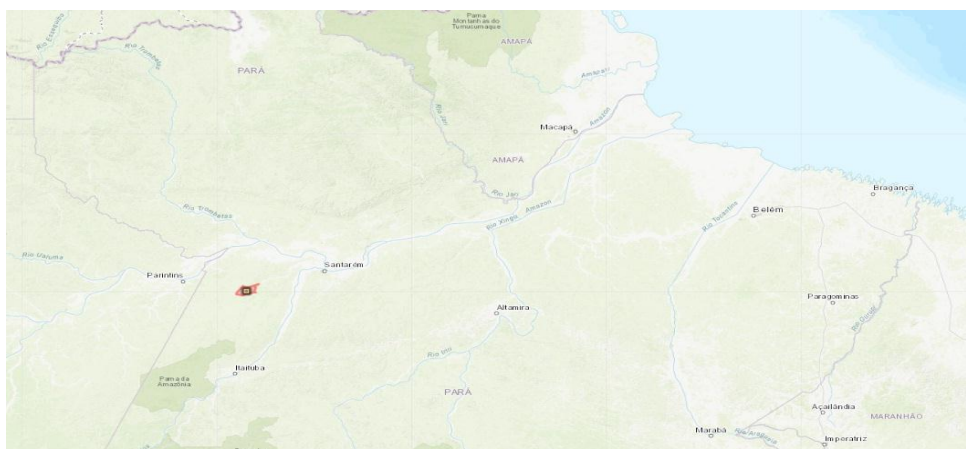 Parna
Montanhas do
Tumucumaque
Rio Trombetas
AMAPÁ
PARÁ
Rio Jari
Macapá
Amazon
AMAPÁ
Rio Jari
Rio Xingu
Amazon
Bragança
Belém
Rio Trombetas
Rio Tocantins
Rio Uatuma
Parintins
Santarém
Altamira
Paragominas
Rio Gurupi
Rio Iriri
Itaituba
Parna da
Amazônia
PARÁ
Açailândia
MARANHÃO
Marabá
Imperatriz